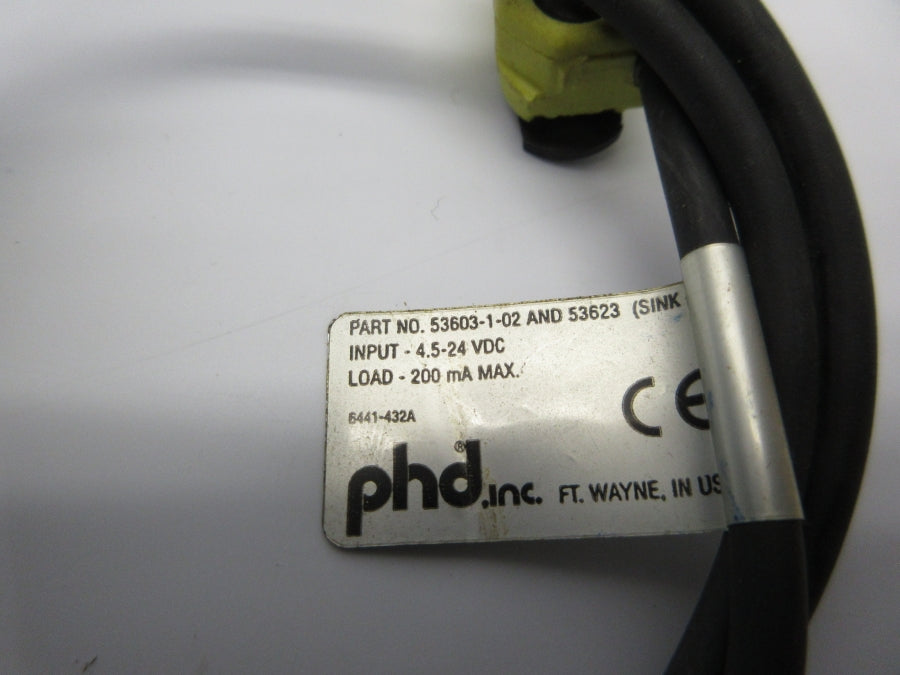 PART NO. 53603-1-02 AND 53623 (SINK
INPUT - 4.5-24 VDC
LOAD - 200 mA MAX.
6441-432A
CE
phd®,inc. FT. WAYNE, IN US